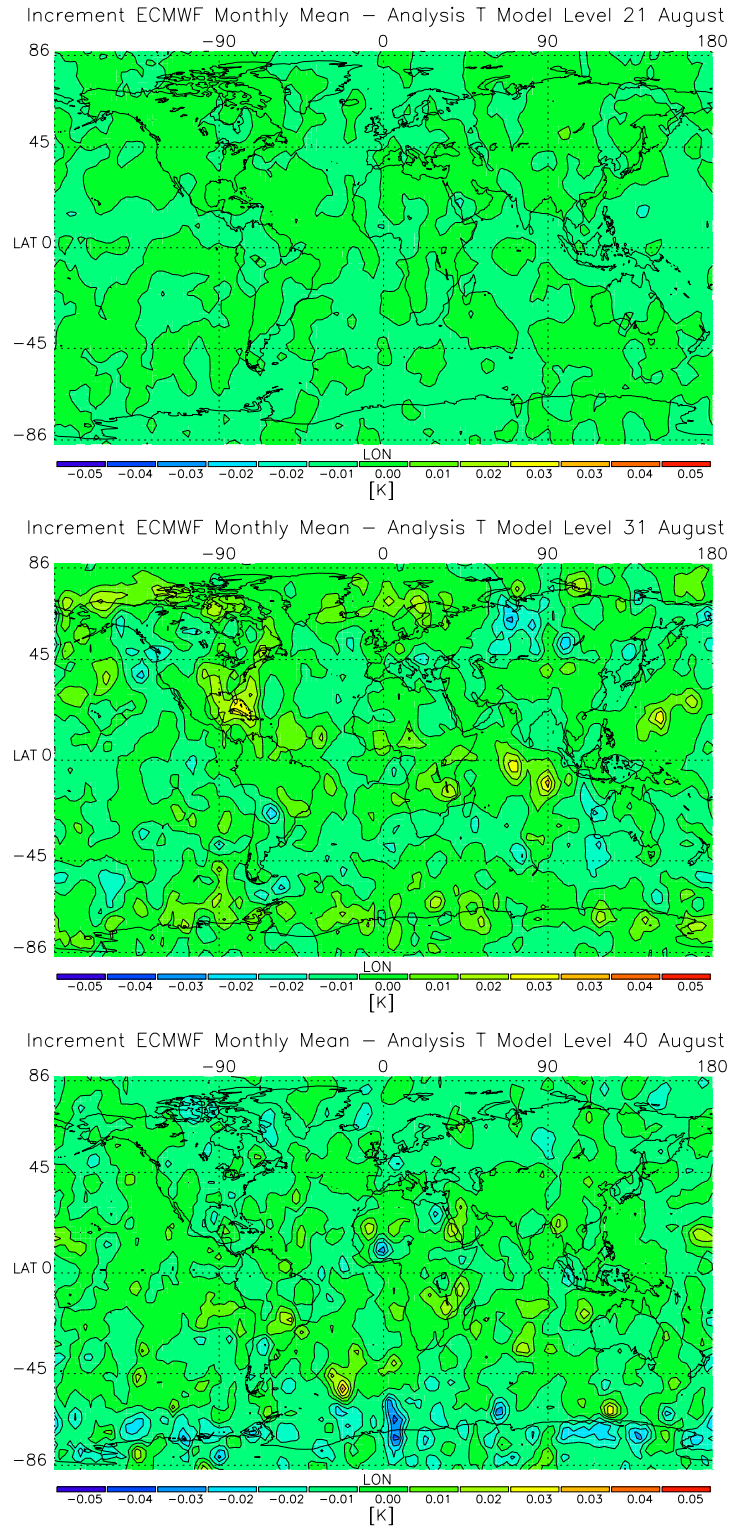 Increment ECMWF Monthly Mean − Analysis T Model Level 21 August
−90 0 90 180
86
45
LAT 0
−45
−86
LON
−0.05 −0.04 −0.03 −0.02 −0.02 −0.01 0.00 0.01 0.02 0.03 0.03 0.04 0.05
[K]
Increment ECMWF Monthly Mean − Analysis T Model Level 31 August
−90 0 90 180
86
45
LAT 0
−45
−86
LON
−0.05 −0.04 −0.03 −0.02 −0.02 −0.01 0.00 0.01 0.02 0.03 0.03 0.04 0.05
[K]
Increment ECMWF Monthly Mean − Analysis T Model Level 40 August
−90 0 90 180
86
45
LAT 0
−45
−86
LON
−0.05 −0.04 −0.03 −0.02 −0.02 −0.01 0.00 0.01 0.02 0.03 0.03 0.04 0.05
[K]